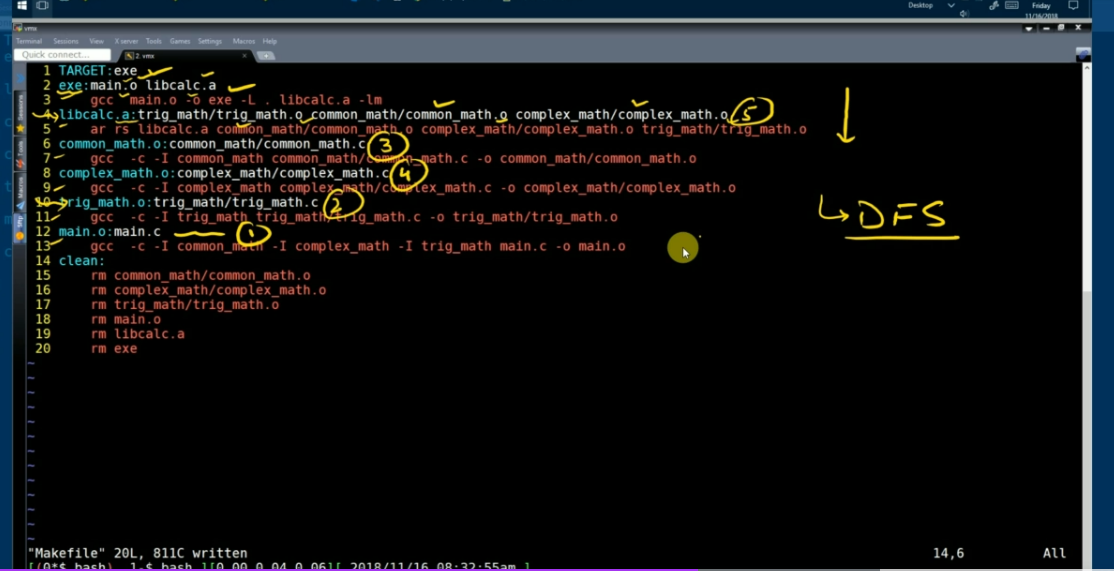 Desktop
Friday
11/16/2018
vmx
Terminal Sessions View X server Tools Games Settings Macros Help
Quick connect... 2. vmx
1 TARGET:exe
2 exe:main.o libcalc.a
3 gcc main.o -o exe -L . libcalc.a -lm
4 libcalc.a:trig_math/trig_math.o common_math/common_math.o complex_math/complex_math.o 5
5 ar rs libcalc.a common_math/common_math.o complex_math/complex_math.o trig_math/trig_math.o
6 common_math.o:common_math/common_math.c 3
7 gcc -c -I common_math common_math/common_math.c -o common_math/common_math.o
8 complex_math.o:complex_math/complex_math.c 4
9 gcc -c -I complex_math complex_math/complex_math.c -o complex_math/complex_math.o
10 trig_math.o:trig_math/trig_math.c 2
11 gcc -c -I trig_math trig_math/trig_math.c -o trig_math/trig_math.o
12 main.o:main.c 1
13 gcc -c -I common_math -I complex_math -I trig_math main.c -o main.o
14 clean:
15 rm common_math/common_math.o
16 rm complex_math/complex_math.o
17 rm trig_math/trig_math.o
18 rm main.o
19 rm libcalc.a
20 rm exe
DFS
"Makefile" 20L, 811C written 14,6 All
[(0*$ bash) 1-$ bash ][0.00 0.04 0.06][ 2018/11/16 08:32:55am ]